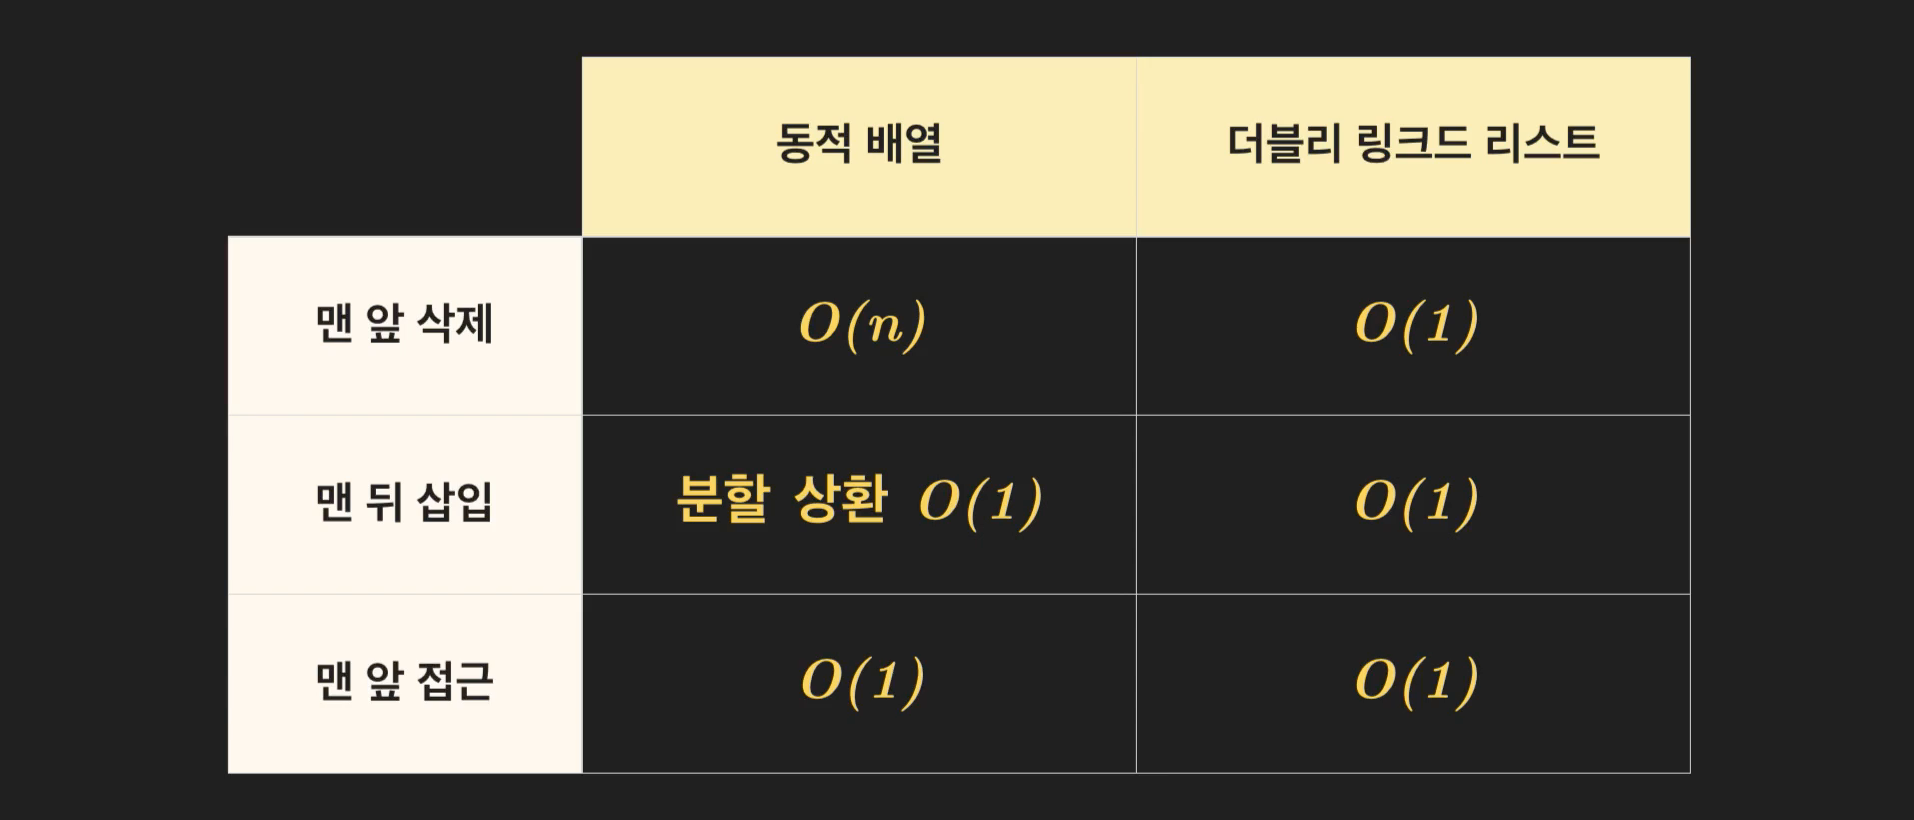 동적 배열 더블리 링크드 리스트
맨 앞 삭제 O(n) O(1)
맨 뒤 삽입 분할 상환 O(1) O(1)
맨 앞 접근 O(1) O(1)